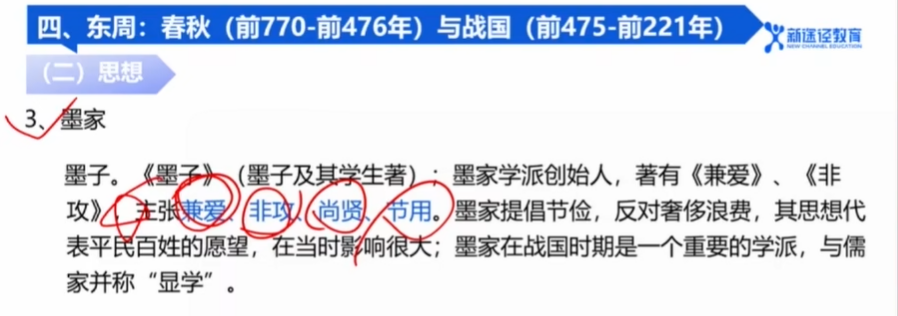 四、东周：春秋（前770-前476年）与战国（前475-前221年）
新途径教育
NEW CHANNEL EDUCATION
（二）思想
3、墨家
墨子。《墨子》（墨子及其学生著）；墨家学派创始人，著有《兼爱》、《非
攻》，主张兼爱、非攻、尚贤、节用。墨家提倡节俭，反对奢侈浪费，其思想代
表平民百姓的愿望，在当时影响很大；墨家在战国时期是一个重要的学派，与儒
家并称“显学”。